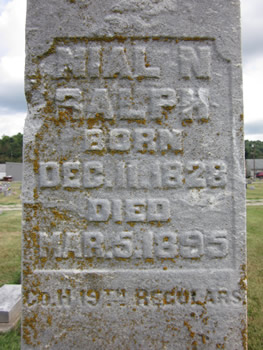 NIAL N
RALPH
BORN
DEC. 11. 1828
DIED
MAR. 5. 1895
CO. H 19TH REGULARS